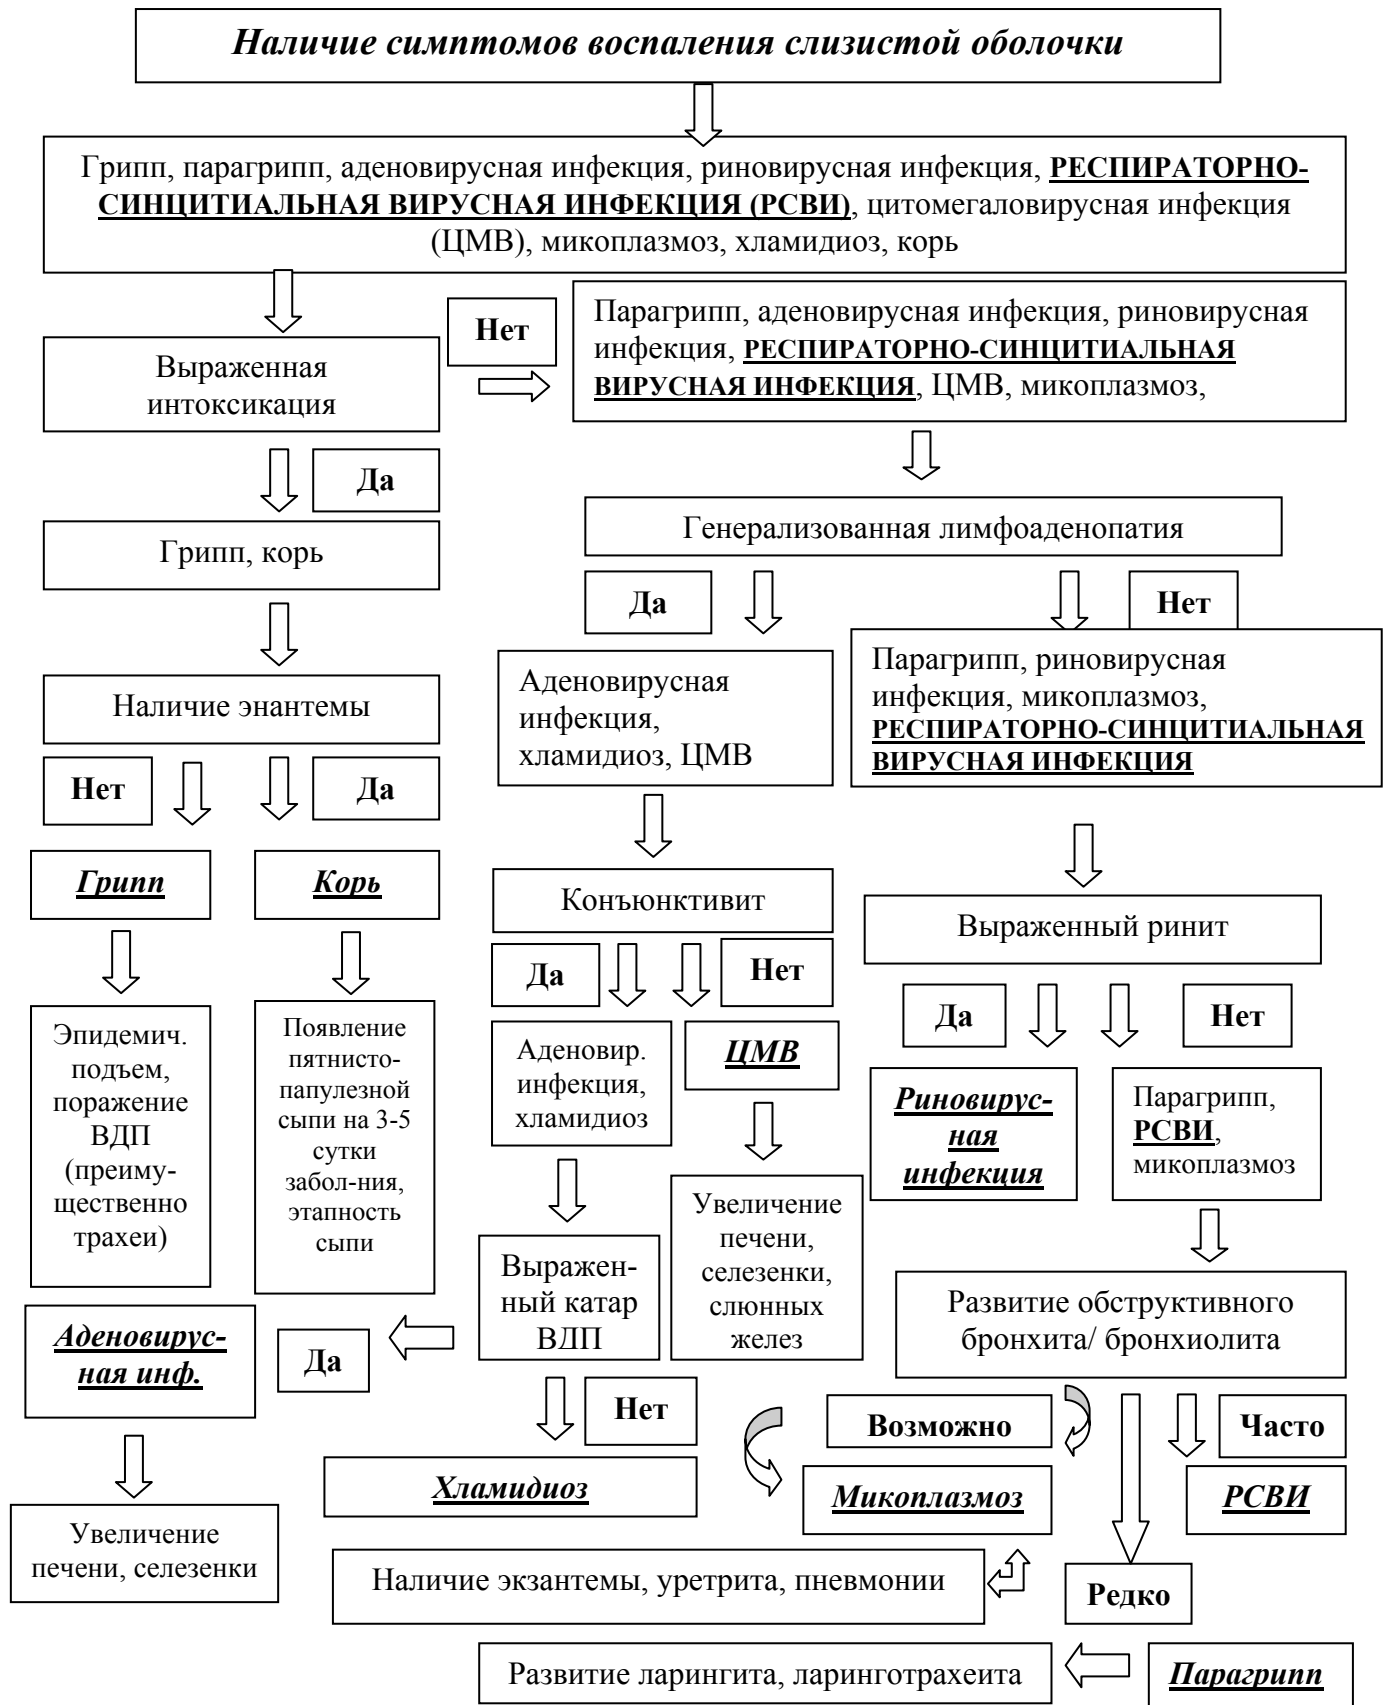 Наличие симптомов воспаления слизистой оболочки
Грипп, парагрипп, аденовирусная инфекция, риновирусная инфекция, РЕСПИРАТОРНО-
СИНЦИТИАЛЬНАЯ ВИРУСНАЯ ИНФЕКЦИЯ (РСВИ), цитомегаловирусная инфекция
(ЦМВ), микоплазмоз, хламидиоз, корь
Выраженная
интоксикация
Нет
Парагрипп, аденовирусная инфекция, риновирусная
инфекция, РЕСПИРАТОРНО-СИНЦИТИАЛЬНАЯ
ВИРУСНАЯ ИНФЕКЦИЯ, ЦМВ, микоплазмоз,
Да
Грипп, корь
Генерализованная лимфоаденопатия
Да
Нет
Наличие энантемы
Аденовирусная
инфекция,
хламидиоз, ЦМВ
Парагрипп, риновирусная
инфекция, микоплазмоз,
РЕСПИРАТОРНО-СИНЦИТИАЛЬНАЯ
ВИРУСНАЯ ИНФЕКЦИЯ
Нет
Да
Грипп
Корь
Конъюнктивит
Выраженный ринит
Да
Нет
Да
Нет
Эпидемич.
подъем,
поражение
ВДП
(преиму-
щественно
трахеи)
Появление
пятнисто-
папулезной
сыпи на 3-5
сутки
забол-ния,
этапность
сыпи
Аденовир.
инфекция,
хламидиоз
ЦМВ
Риновирус-
ная
инфекция
Парагрипп,
РСВИ,
микоплазмоз
Выражен-
ный катар
ВДП
Увеличение
печени,
селезенки,
слюнных
желез
Развитие обструктивного
бронхита/ бронхиолита
Аденовирус-
ная инф.
Да
Нет
Возможно
Часто
Хламидиоз
Микоплазмоз
РСВИ
Увеличение
печени, селезенки
Наличие экзантемы, уретрита, пневмонии
Редко
Развитие ларингита, ларинготрахеита
Парагрипп